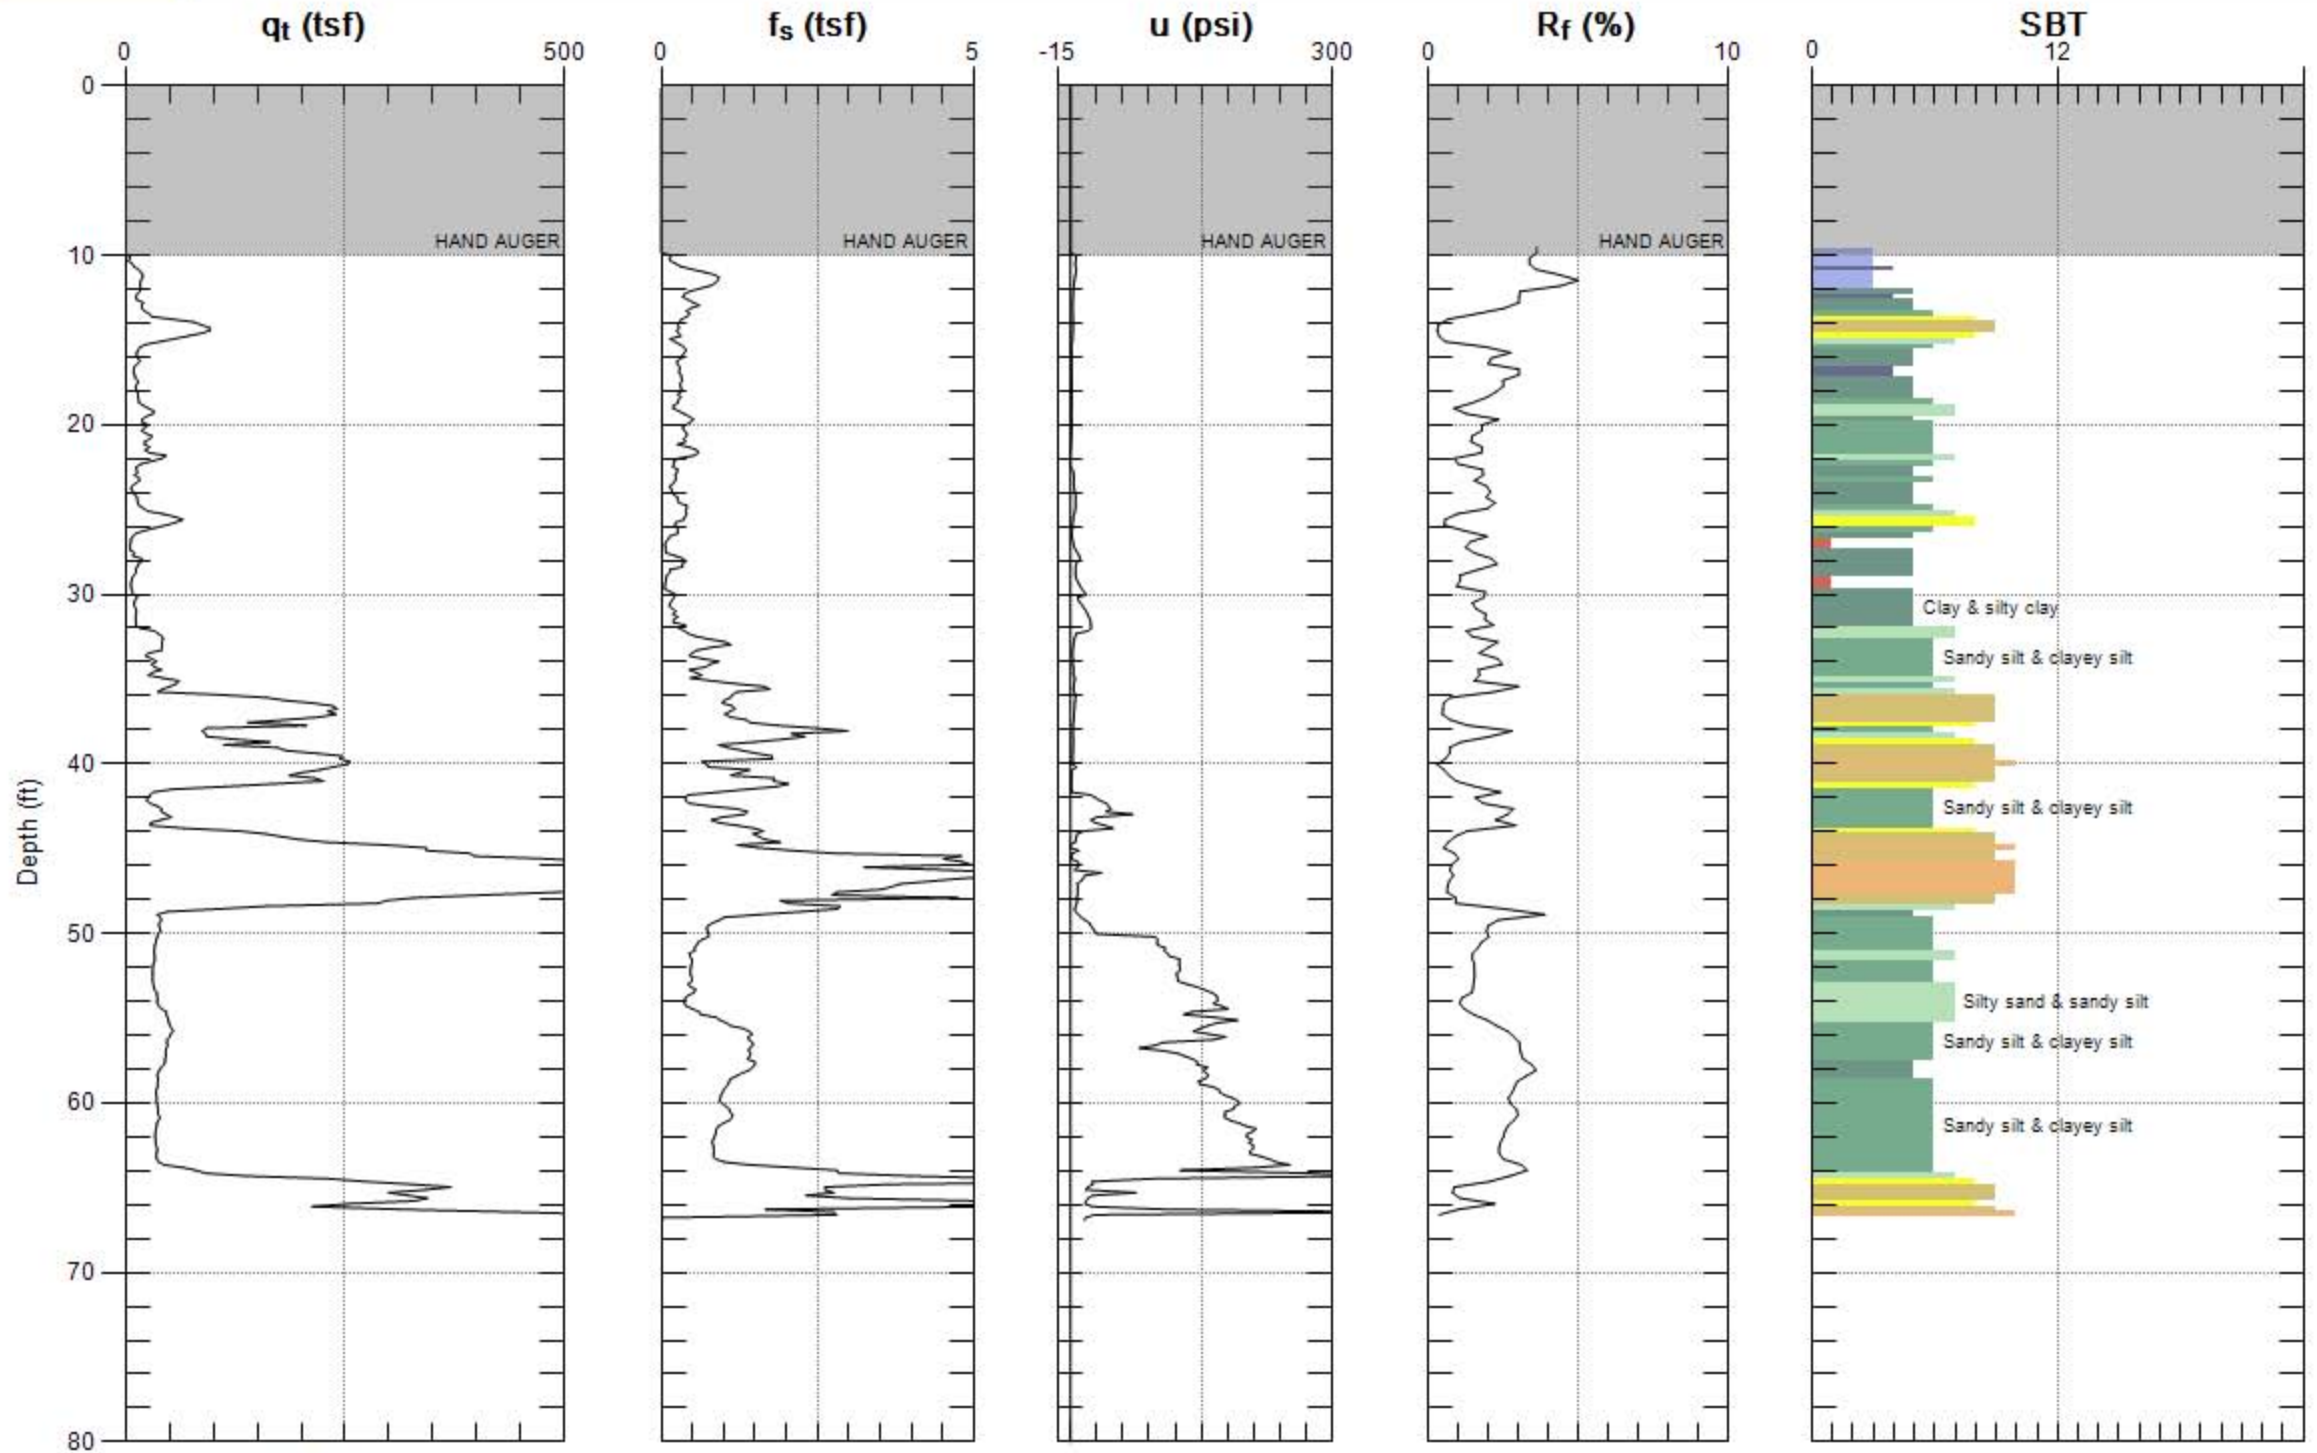 qt (tsf)
fs (tsf)
u (psi)
Rf (%)
SBT
0 500
0 5
-15 300
0 10
0 12
0
HAND AUGER
HAND AUGER
HAND AUGER
HAND AUGER
10
20
30
Clay & silty clay
Sandy silt & clayey silt
40
Depth (ft)
Sandy silt & clayey silt
50
Silty sand & sandy silt
Sandy silt & clayey silt
60
Sandy silt & clayey silt
70
80